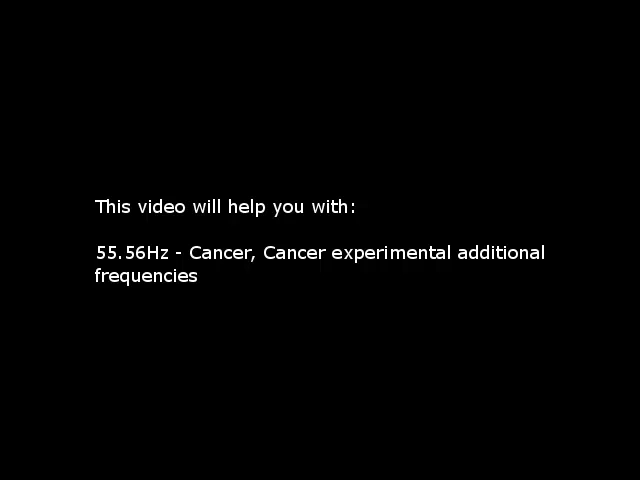 This video will help you with:
55.56Hz - Cancer, Cancer experimental additional
frequencies